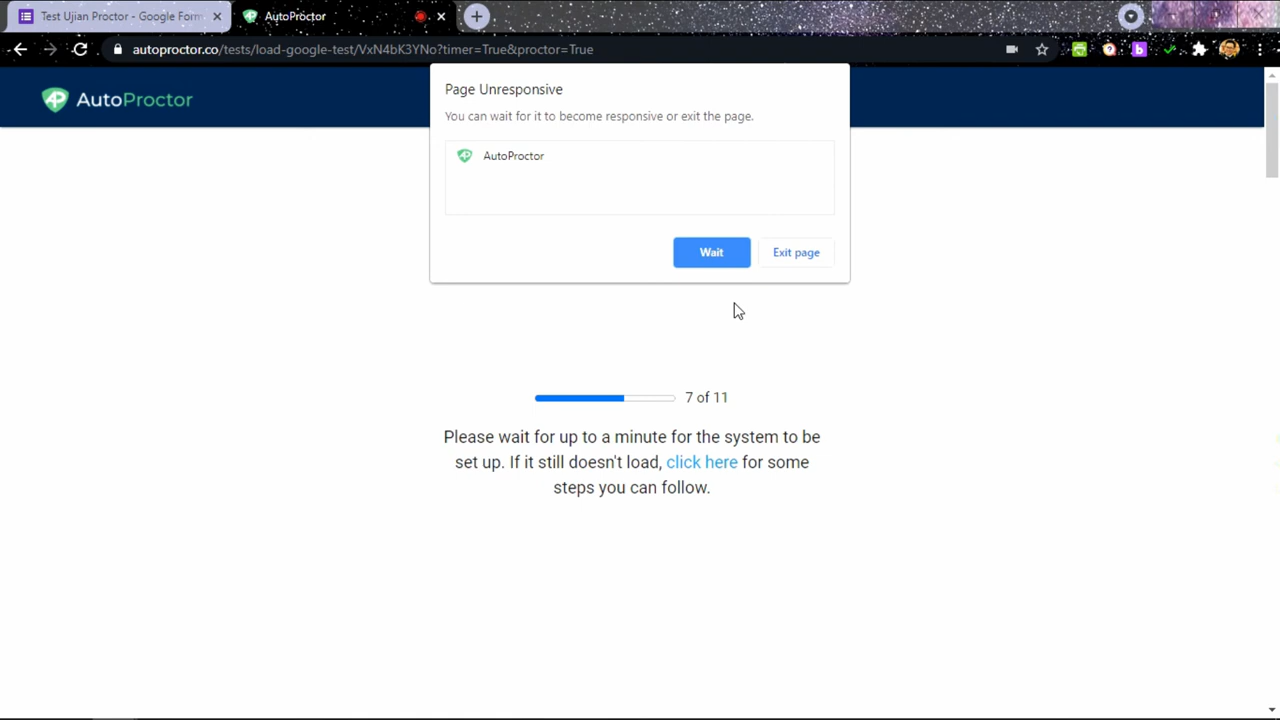 Test Ujian Proctor - Google Form
AutoProctor
autoproctor.co/tests/load-google-test/VxN4bK3YNo?timer=True&proctor=True
AutoProctor
Page Unresponsive
You can wait for it to become responsive or exit the page.
AutoProctor
Wait
Exit page
7 of 11
Please wait for up to a minute for the system to be
set up. If it still doesn't load, click here for some
steps you can follow.